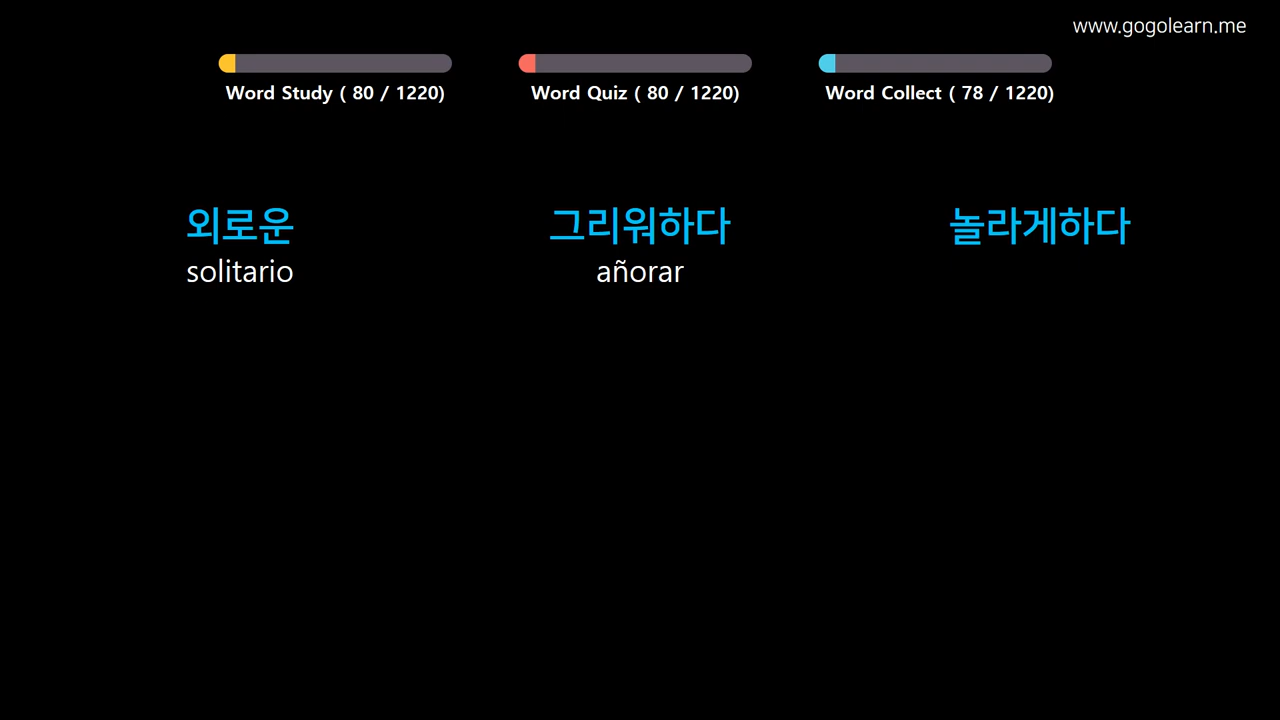 www.gogolearn.me
Word Study ( 80 / 1220)
Word Quiz ( 80 / 1220)
Word Collect ( 78 / 1220)
외로운
solitario
그리워하다
añorar
놀라게하다